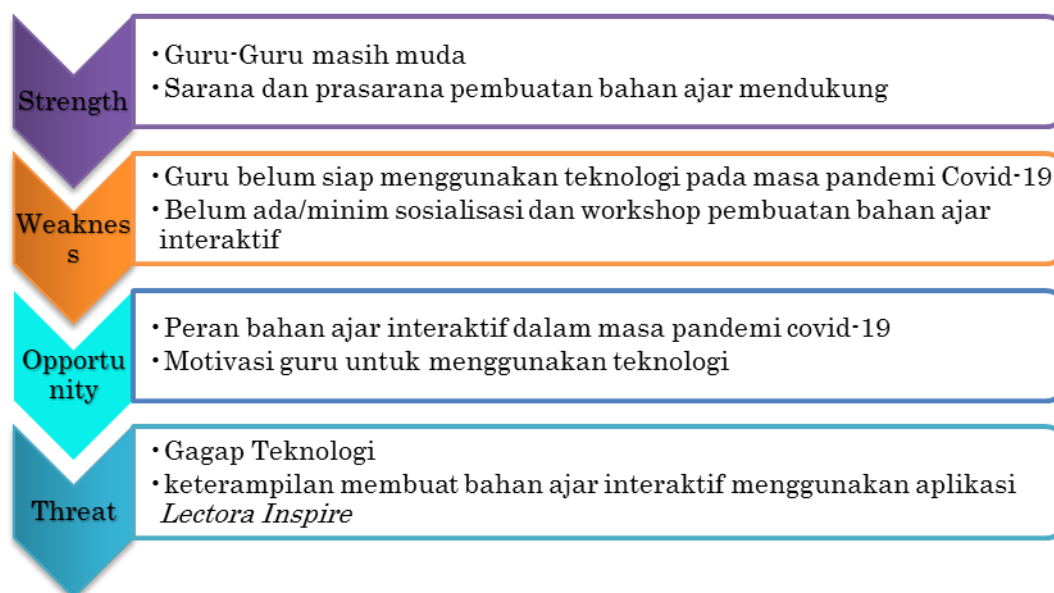 Strength
•Guru-Guru masih muda
•Sarana dan prasarana pembuatan bahan ajar mendukung
Weaknes
s
•Guru belum siap menggunakan teknologi pada masa pandemi Covid-19
•Belum ada/minim sosialisasi dan workshop pembuatan bahan ajar
interaktif
Opportu
nity
•Peran bahan ajar interaktif dalam masa pandemi covid-19
•Motivasi guru untuk menggunakan teknologi
Threat
•Gagap Teknologi
•keterampilan membuat bahan ajar interaktif menggunakan aplikasi
Lectora Inspire